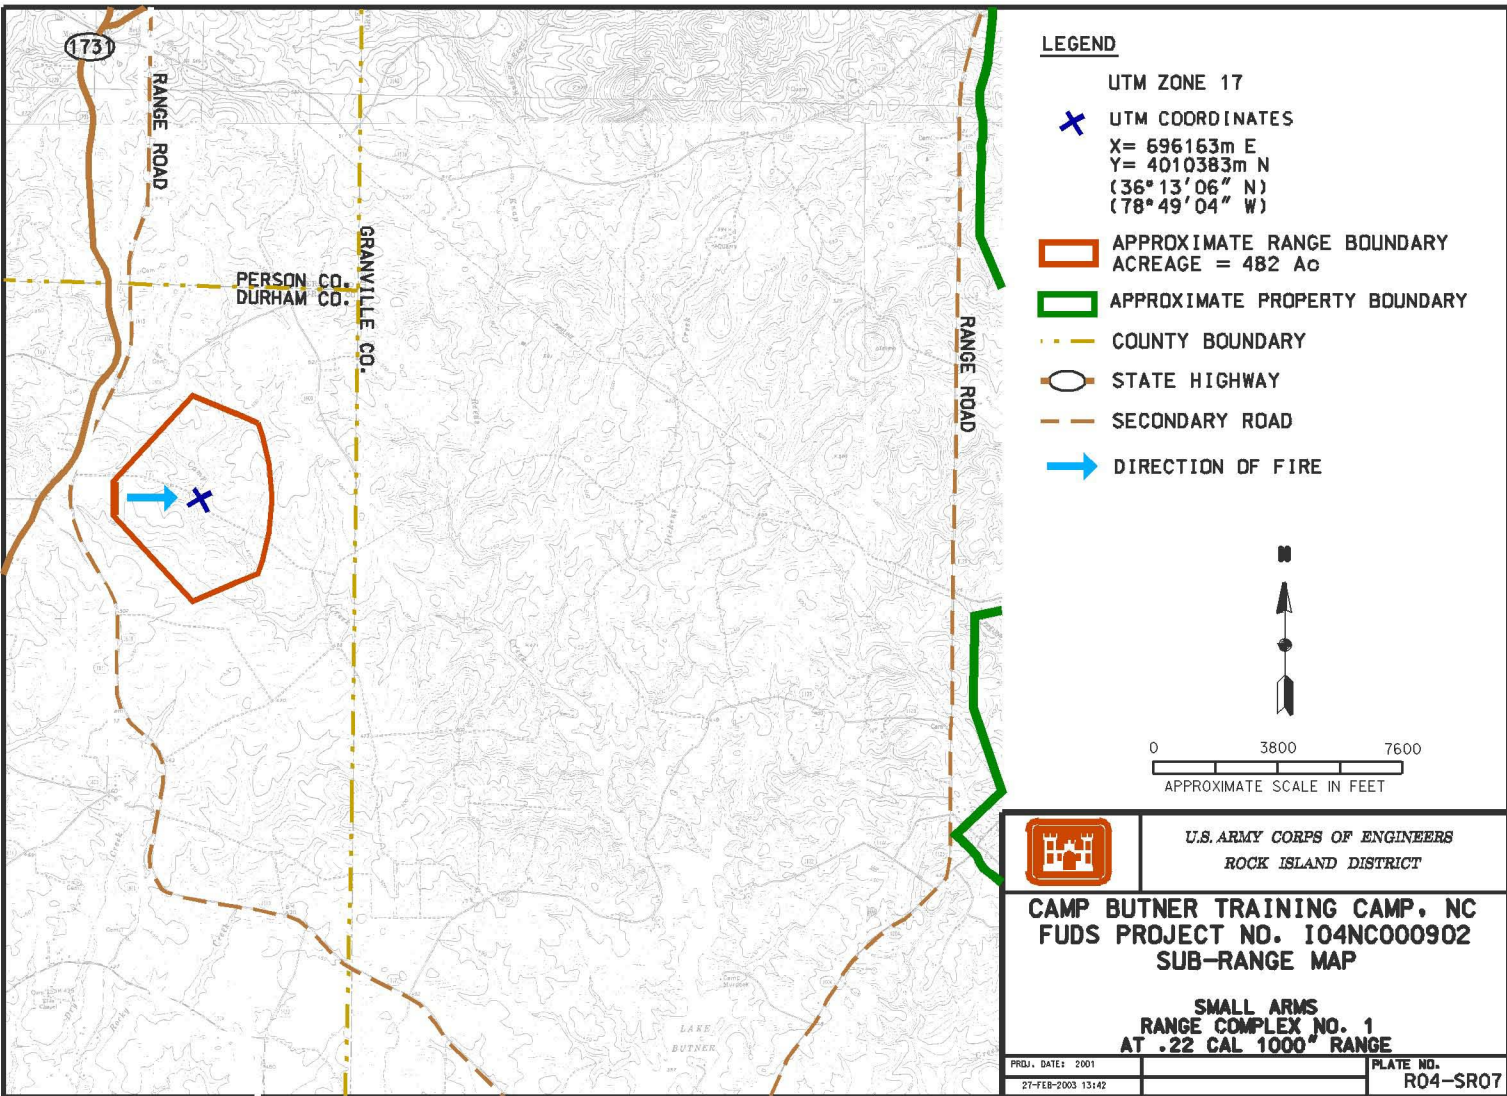 1731
RANGE ROAD
PERSON CO.
DURHAM CO.
GRANVILLE CO.
RANGE ROAD
LAKE
BUTNER
LEGEND
UTM ZONE 17
UTM COORDINATES
X= 696163m E
Y= 4010383m N
(36°13'06" N)
(78°49'04" W)
APPROXIMATE RANGE BOUNDARY
ACREAGE = 482 Ac
APPROXIMATE PROPERTY BOUNDARY
COUNTY BOUNDARY
STATE HIGHWAY
SECONDARY ROAD
DIRECTION OF FIRE
N
0 3800 7600
APPROXIMATE SCALE IN FEET
U.S. ARMY CORPS OF ENGINEERS
ROCK ISLAND DISTRICT
CAMP BUTNER TRAINING CAMP, NC
FUDS PROJECT NO. I04NC000902
SUB-RANGE MAP
SMALL ARMS
RANGE COMPLEX NO. 1
AT .22 CAL 1000" RANGE
PROJ. DATE: 2001
27-FEB-2003 13:42
PLATE NO.
R04-SR07